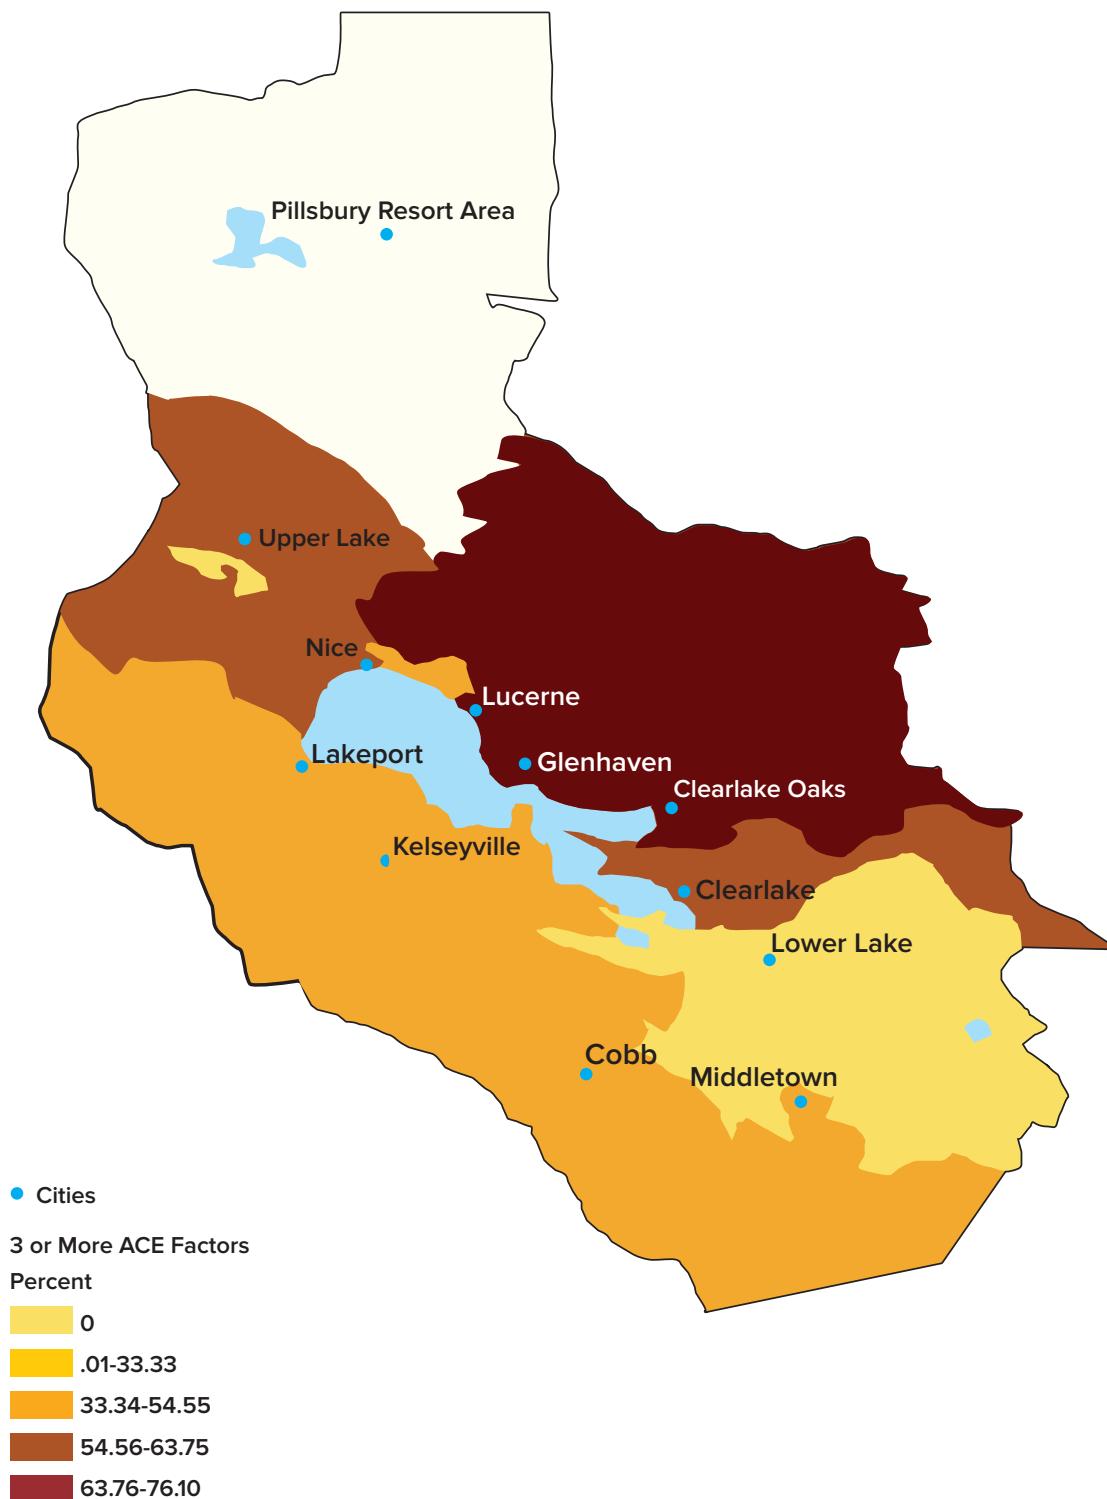 Pillsbury Resort Area
Upper Lake
Nice
Lucerne
Lakeport
Glenhaven
Clearlake Oaks
Kelseyville
Clearlake
Lower Lake
Cobb
Middletown
Cities
3 or More ACE Factors
Percent
0
.01-33.33
33.34-54.55
54.56-63.75
63.76-76.10